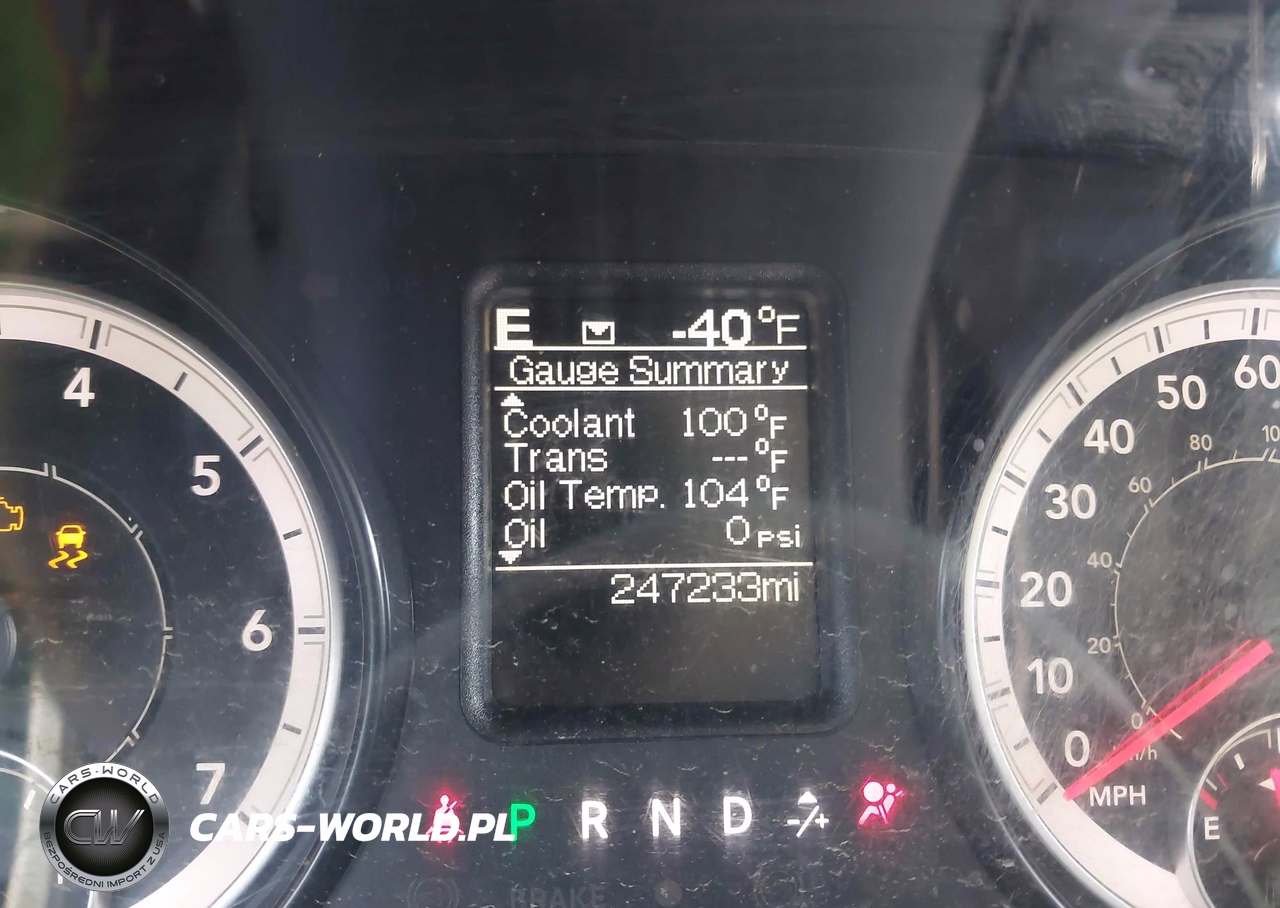 E -40°F
Gauge Summary
Coolant 100°F
Trans ---°F
Oil Temp. 104°F
Oil 0 psi
247233mi
4
5
6
7
0
10
20
30
40
50
60
MPH
0
20
40
60
80
E
P R N D -/+
BRAKE
CARS-WORLD
CW
BEZPOŚREDNI IMPORT Z USA
CARS-WORLD.PL